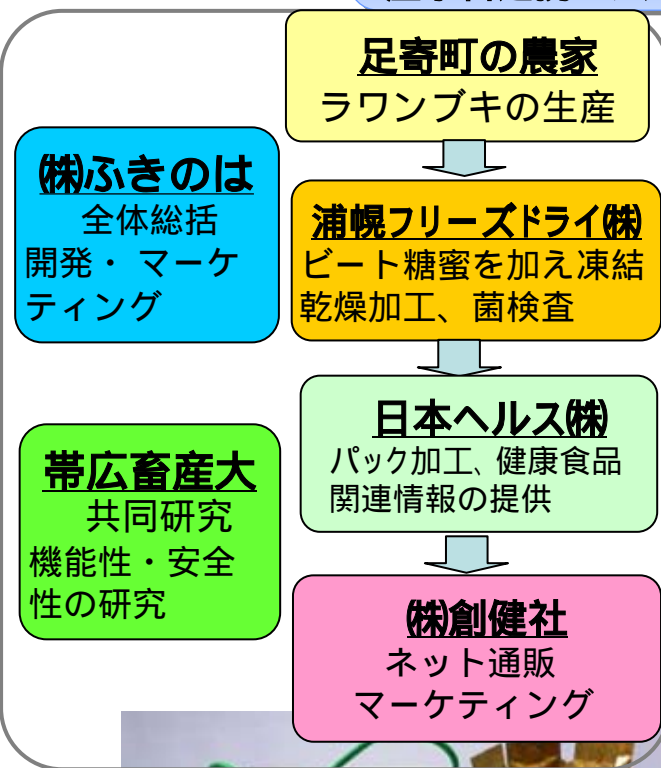 足寄町の農家
ラワンブキの生産
㈱ふきのは
全体総括
開発・ マーケ
ティング
浦幌フリーズドライ㈱
ビート糖蜜を加え凍結
乾燥加工、菌検査
日本ヘルス㈱
パック加工、健康食品
関連情報の提供
帯広畜産大
共同研究
機能性・安全
性の研究
㈱創健社
ネット通販
マーケティング